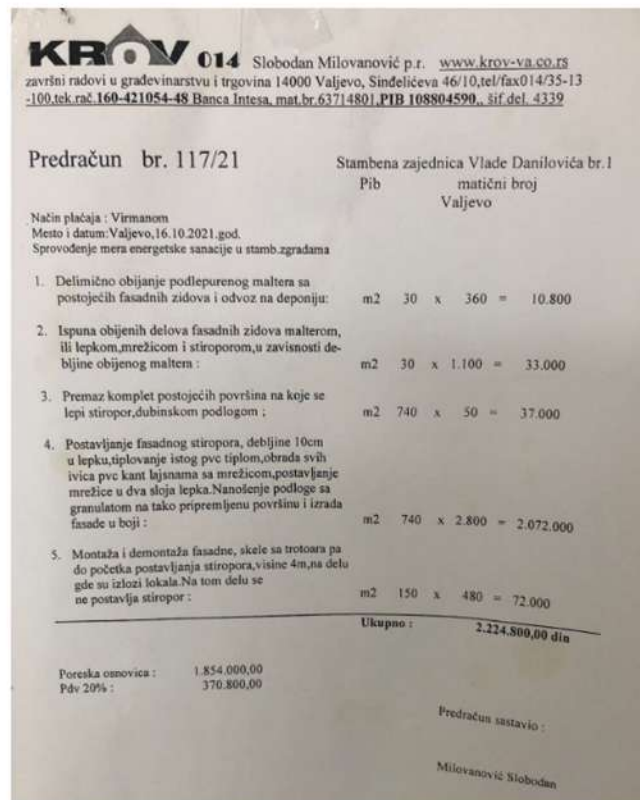 KROV 014 Slobodan Milovanović p.r. www.krov-va.co.rs
završni radovi u građevinarstvu i trgovina 14000 Valjevo, Sinđelićeva 46/10,tel/fax014/35-13
-100,tek.rač.160-421054-48 Banca Intesa, mat.br.63714801,PIB 108804590,, šif.del. 4339
Predračun br. 117/21
Stambena zajednica Vlade Danilovića br.1
Pib matični broj
Valjevo
Način plaćaja : Virmanom
Mesto i datum:Valjevo,16.10.2021.god.
Sprovođenje mera energetske sanacije u stamb.zgradama
1. Delimično obijanje podlepurenog maltera sa
postojećih fasadnih zidova i odvoz na deponiju: m2 30 x 360 = 10.800
2. Ispuna obijenih delova fasadnih zidova malterom,
ili lepkom,mrežicom i stiroporom,u zavisnosti de-
bljine obijenog maltera : m2 30 x 1.100 = 33.000
3. Premaz komplet postojećih površina na koje se
lepi stiropor,dubinskom podlogom ; m2 740 x 50 = 37.000
4. Postavljanje fasadnog stiropora, debljine 10cm
u lepku,tiplovanje istog pvc tiplom,obrada svih
ivica pvc kant lajsnama sa mrežicom,postavljanje
mrežice u dva sloja lepka.Nanošenje podloge sa
granulatom na tako pripremljenu površinu i izrada
fasade u boji : m2 740 x 2.800 = 2.072.000
5. Montaža i demontaža fasadne, skele sa trotoara pa
do početka postavljanja stiropora,visine 4m,na delu
gde su izlozi lokala.Na tom delu se
ne postavlja stiropor : m2 150 x 480 = 72.000
Ukupno : 2.224.800,00 din
Poreska osnovica : 1.854.000,00
Pdv 20% : 370.800,00
Predračun sastavio :
Milovanović Slobodan